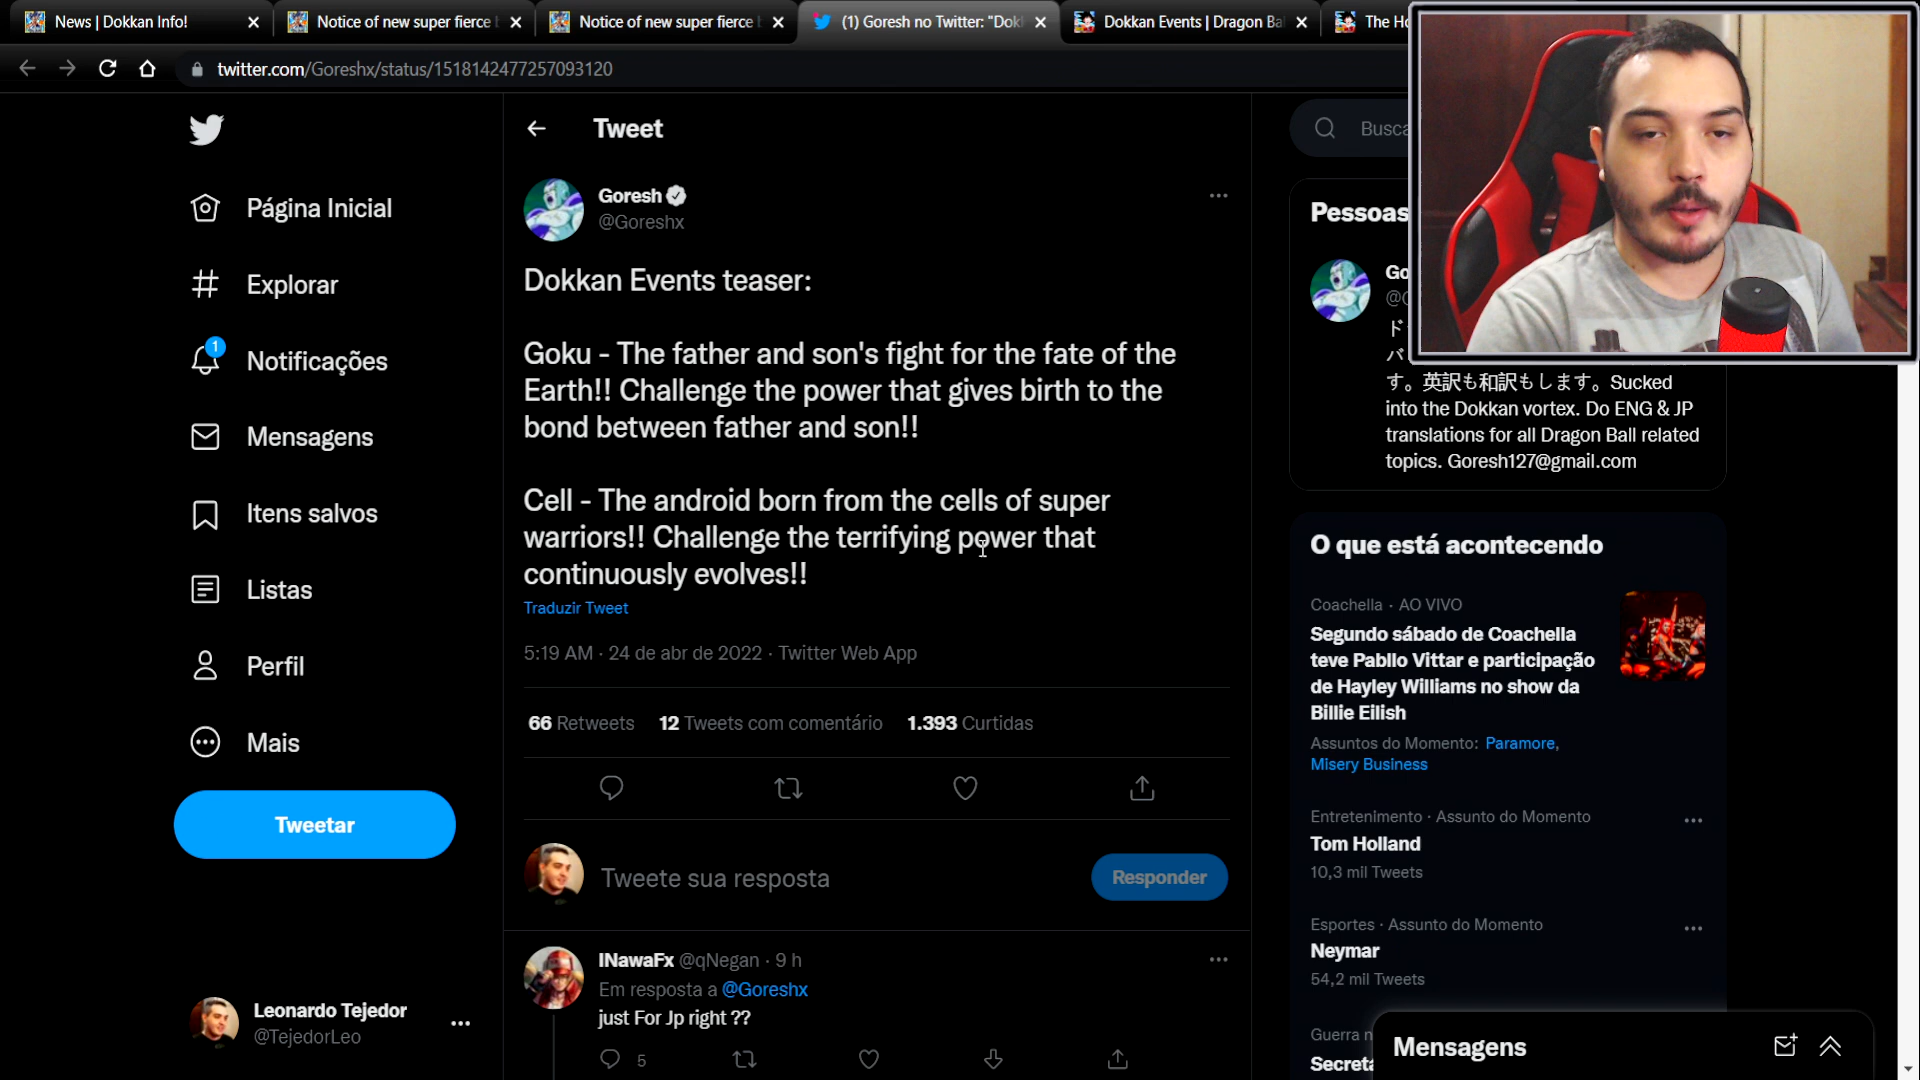 News | Dokkan Info!
Notice of new super fierce
Notice of new super fierce
(1) Goresh no Twitter: "Dok
Dokkan Events | Dragon Ba
The Ho
twitter.com/Goreshx/status/1518142477257093120
Tweet
Busca
Página Inicial
Explorar
1
Notificações
Mensagens
Itens salvos
Listas
Perfil
Mais
Tweetar
Leonardo Tejedor
@TejedorLeo
Goresh
@Goreshx
Dokkan Events teaser:
Goku - The father and son's fight for the fate of the
Earth!! Challenge the power that gives birth to the
bond between father and son!!
Cell - The android born from the cells of super
warriors!! Challenge the terrifying power that
continuously evolves!!
Traduzir Tweet
5:19 AM · 24 de abr de 2022 · Twitter Web App
66 Retweets 12 Tweets com comentário 1.393 Curtidas
Tweete sua resposta
Responder
INawaFx @qNegan · 9 h
Em resposta a @Goreshx
just For Jp right ??
5
Pessoas
Go
す。英訳も和訳もします。Sucked
into the Dokkan vortex. Do ENG & JP
translations for all Dragon Ball related
topics. Goresh127@gmail.com
O que está acontecendo
Coachella · AO VIVO
Segundo sábado de Coachella
teve Pabllo Vittar e participação
de Hayley Williams no show da
Billie Eilish
Assuntos do Momento: Paramore,
Misery Business
Entretenimento · Assunto do Momento
Tom Holland
10,3 mil Tweets
Esportes · Assunto do Momento
Neymar
54,2 mil Tweets
Guerra n
Secreta
Mensagens